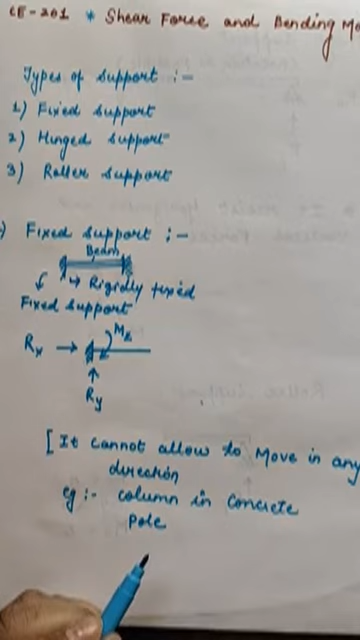 CE-201 * Shear Force and Bending Mo
Types of support :-
1) Fixed support
2) Hinged support
3) Roller support
) Fixed support :-
Beam
Rigidly fixed
Fixed support
Rx → Mz
Ry
[It cannot allow to Move in any
direction
eg :- column in concrete
Pole